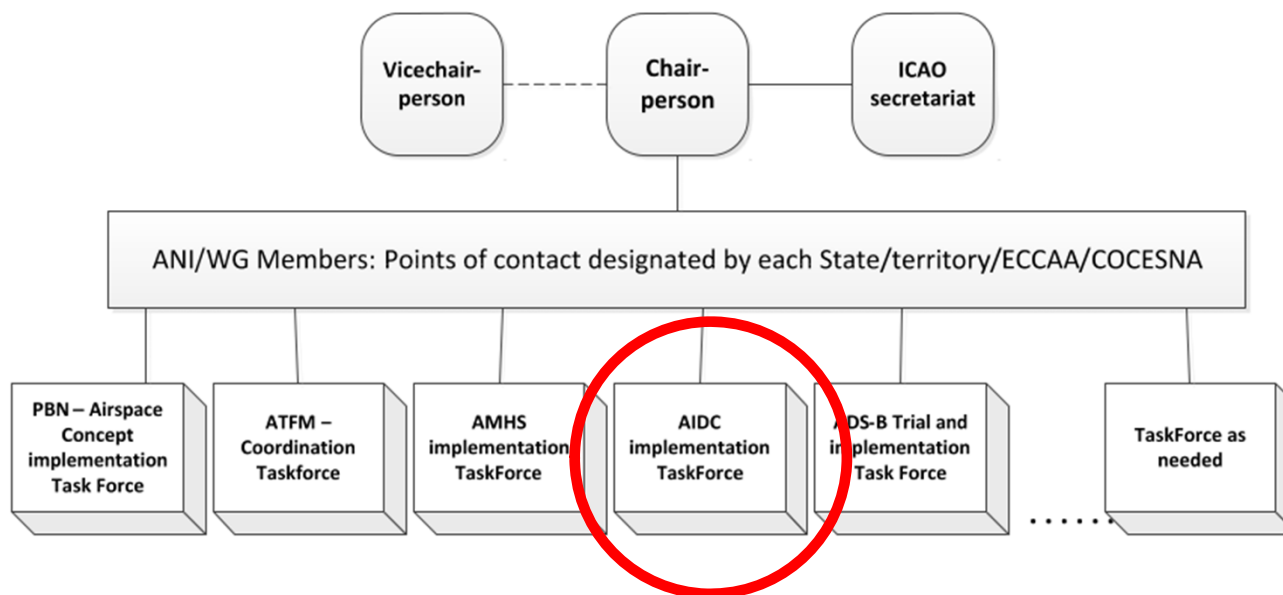 Vicechair-
person
Chair-
person
ICAO
secretariat
ANI/WG Members: Points of contact designated by each State/territory/ECCAA/COCESNA
PBN – Airspace
Concept
implementation
Task Force
ATFM –
Coordination
Taskforce
AMHS
implementation
TaskForce
AIDC
implementation
TaskForce
ADS-B Trial and
implementation
Task Force
......
TaskForce as
needed